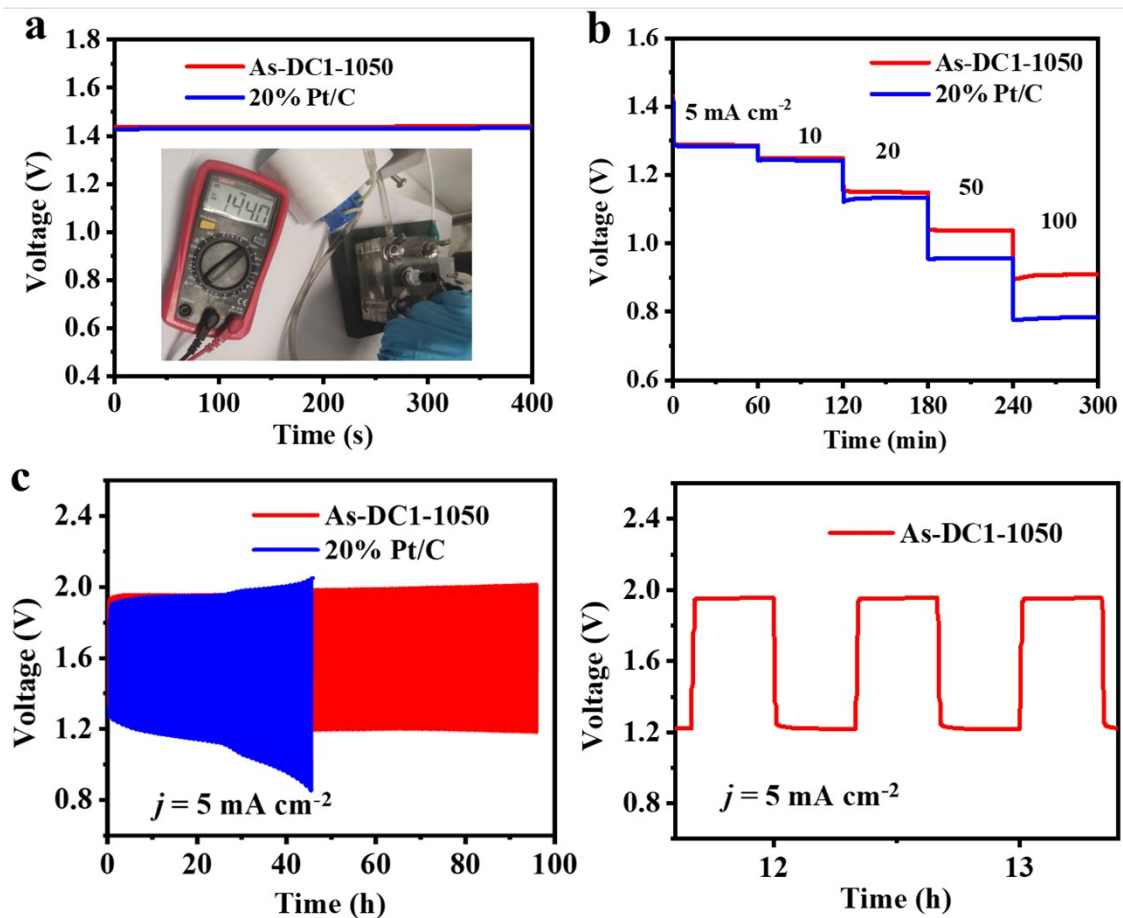 a
1.8
1.6
1.4
1.2
1.0
0.8
0.6
0.4
Voltage (V)
As-DC1-1050
20% Pt/C
1.440
0
100
200
300
400
Time (s)
b
1.6
1.4
1.2
1.0
0.8
0.6
Voltage (V)
As-DC1-1050
20% Pt/C
5 mA cm⁻²
10
20
50
100
0
60
120
180
240
300
Time (min)
c
2.4
2.0
1.6
1.2
0.8
Voltage (V)
As-DC1-1050
20% Pt/C
j = 5 mA cm⁻²
0
20
40
60
80
100
Time (h)
2.4
2.0
1.6
1.2
0.8
Voltage (V)
As-DC1-1050
j = 5 mA cm⁻²
12
13
Time (h)